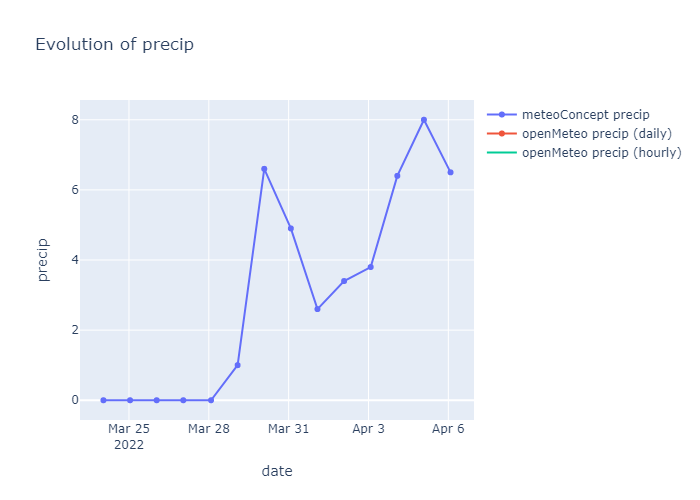 Evolution of precip
meteoConcept precip
openMeteo precip (daily)
openMeteo precip (hourly)
precip
8
6
4
2
0
Mar 25
2022
Mar 28
Mar 31
Apr 3
Apr 6
date